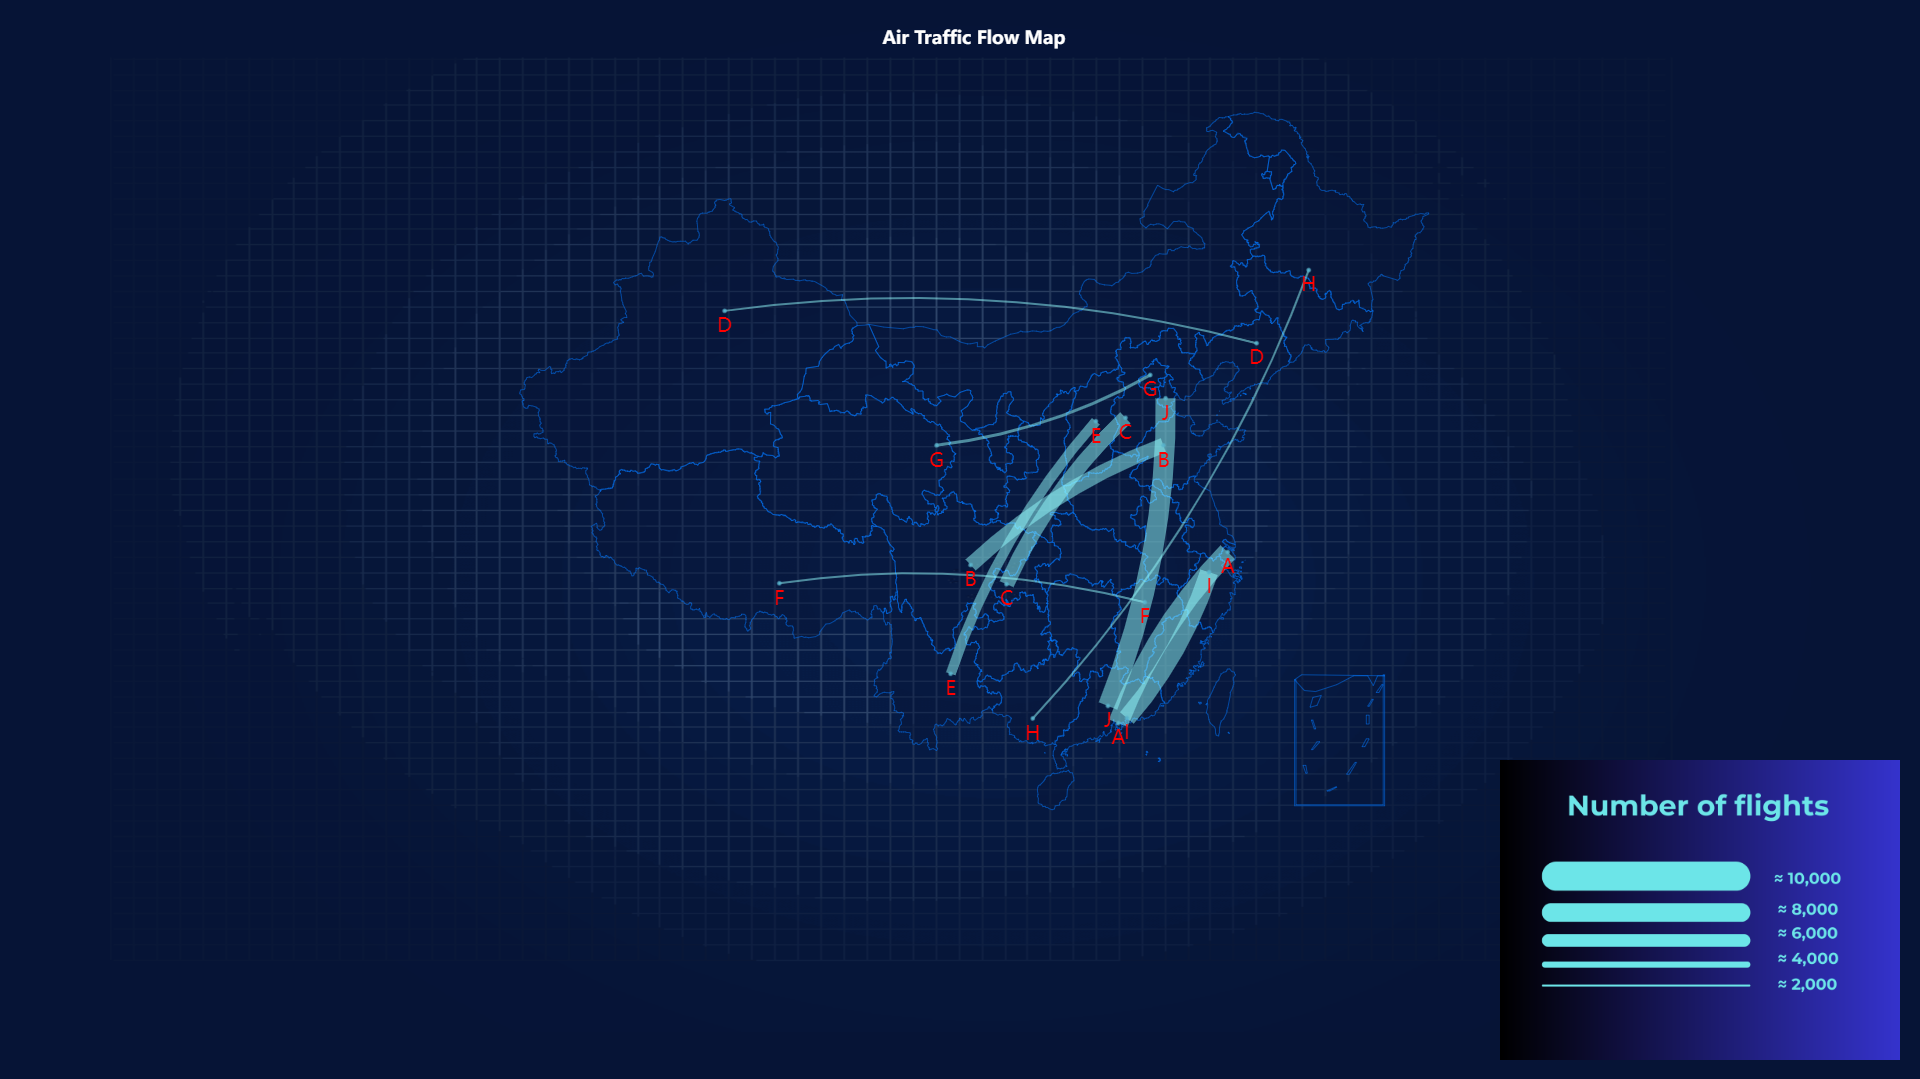 Air Traffic Flow Map
H
D
D
G
J
E
C
G
B
A
B
I
C
F
F
E
J
H
A
I
Number of flights
≈ 10,000
≈ 8,000
≈ 6,000
≈ 4,000
≈ 2,000